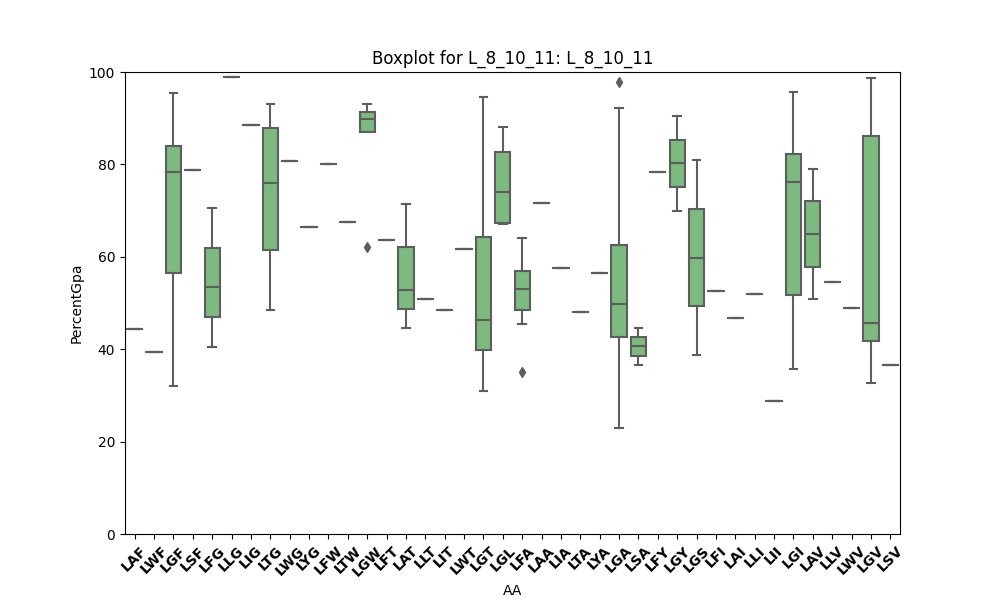 Boxplot for L_8_10_11: L_8_10_11
PercentGpa
100
80
60
40
20
0
LAF LWF LGF LSF LFG LLG LIG LTG LWG LYG LFW LTW LGW LFT LAT LLT LIT LWT LGT LGL LFA LAA LIA LTA LYA LGA LSA LFY LGY LGS LFI LAI LLI LII LGI LAV LLV LWV LGV LSV
AA